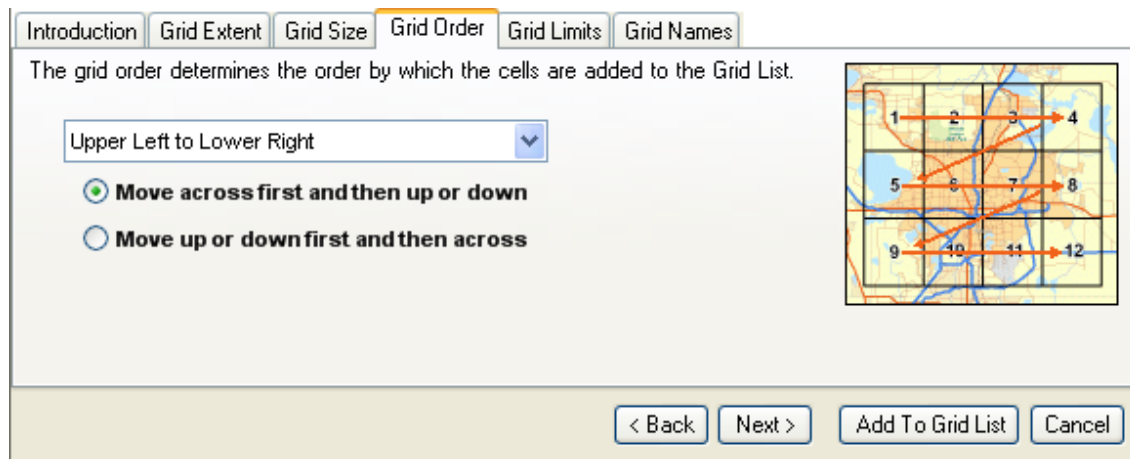 Introduction Grid Extent Grid Size Grid Order Grid Limits Grid Names
The grid order determines the order by which the cells are added to the Grid List.
Upper Left to Lower Right
Move across first and then up or down
Move up or down first and then across
1 2 3 4
5 6 7 8
9 10 11 12
< Back Next > Add To Grid List Cancel